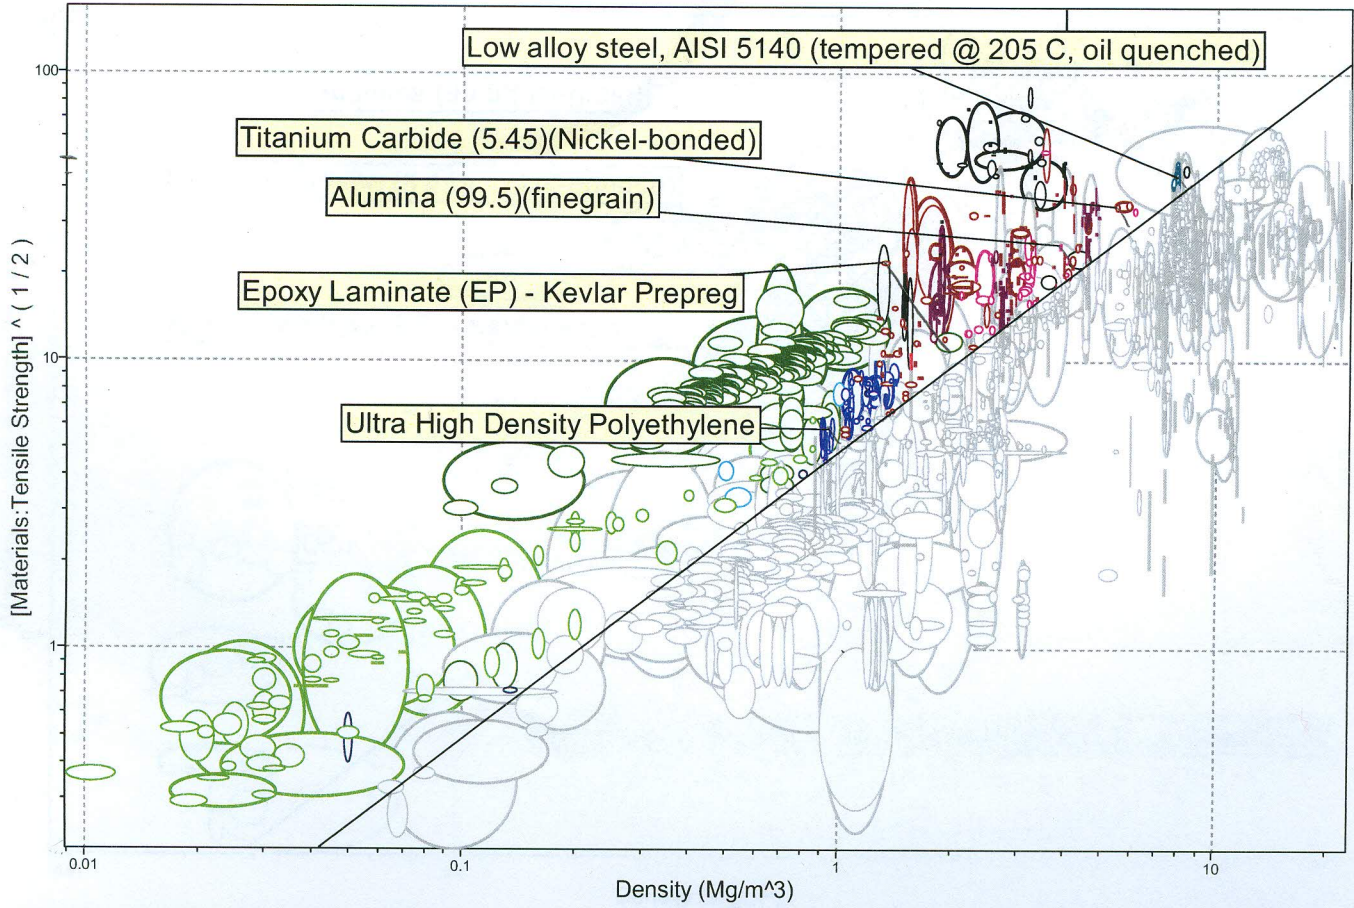 Low alloy steel, AISI 5140 (tempered @ 205 C, oil quenched)
100
Titanium Carbide (5.45)(Nickel-bonded)
Alumina (99.5)(finegrain)
Epoxy Laminate (EP) - Kevlar Prepreg
10
Ultra High Density Polyethylene
[Materials:Tensile Strength] ^ ( 1 / 2 )
1
0.01
0.1
1
10
Density (Mg/m^3)